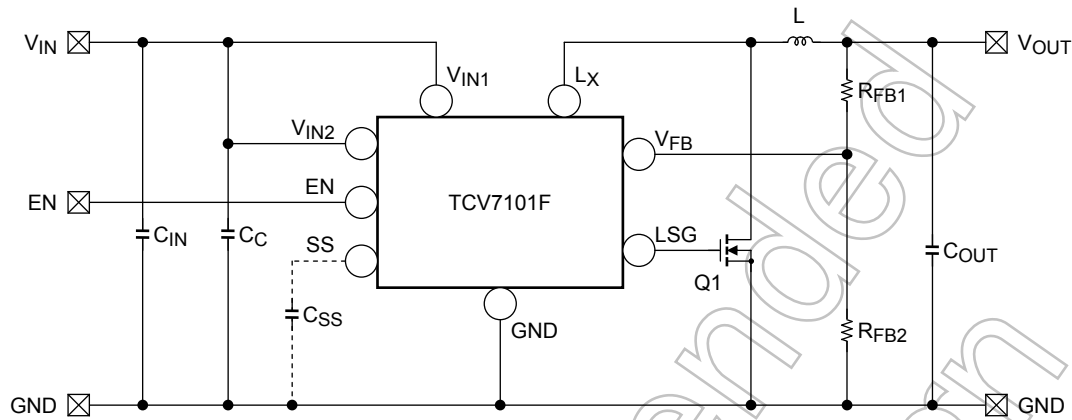 L
VIN
VOUT
VIN1
LX
RFB1
VIN2
VFB
EN
EN
TCV7101F
CIN
CC
SS
LSG
COUT
Q1
CSS
GND
RFB2
GND
GND
ended